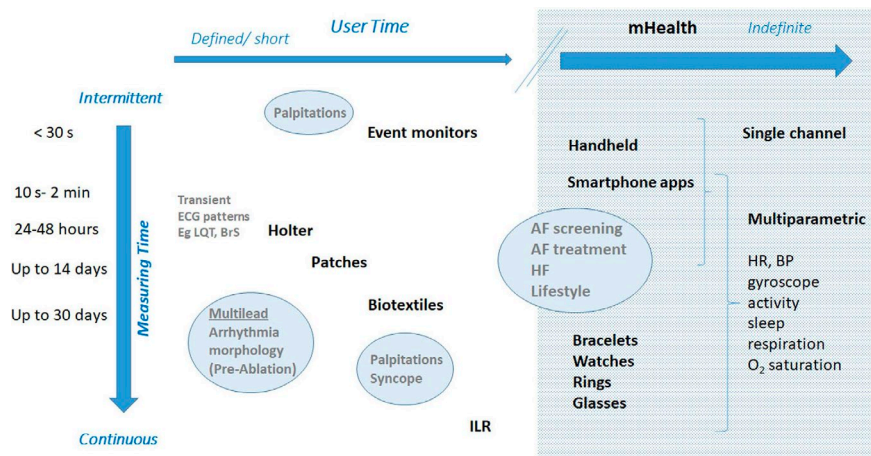 User Time
Defined/ short
mHealth
Indefinite
Intermittent
< 30 s
10 s- 2 min
24-48 hours
Up to 14 days
Up to 30 days
Measuring Time
Continuous
Palpitations
Event monitors
Transient
ECG patterns
Eg LQT, BrS
Holter
Patches
Biotextiles
Multilead
Arrhythmia
morphology
(Pre-Ablation)
Palpitations
Syncope
ILR
Handheld
Smartphone apps
AF screening
AF treatment
HF
Lifestyle
Bracelets
Watches
Rings
Glasses
Single channel
Multiparametric
HR, BP
gyroscope
activity
sleep
respiration
O₂ saturation